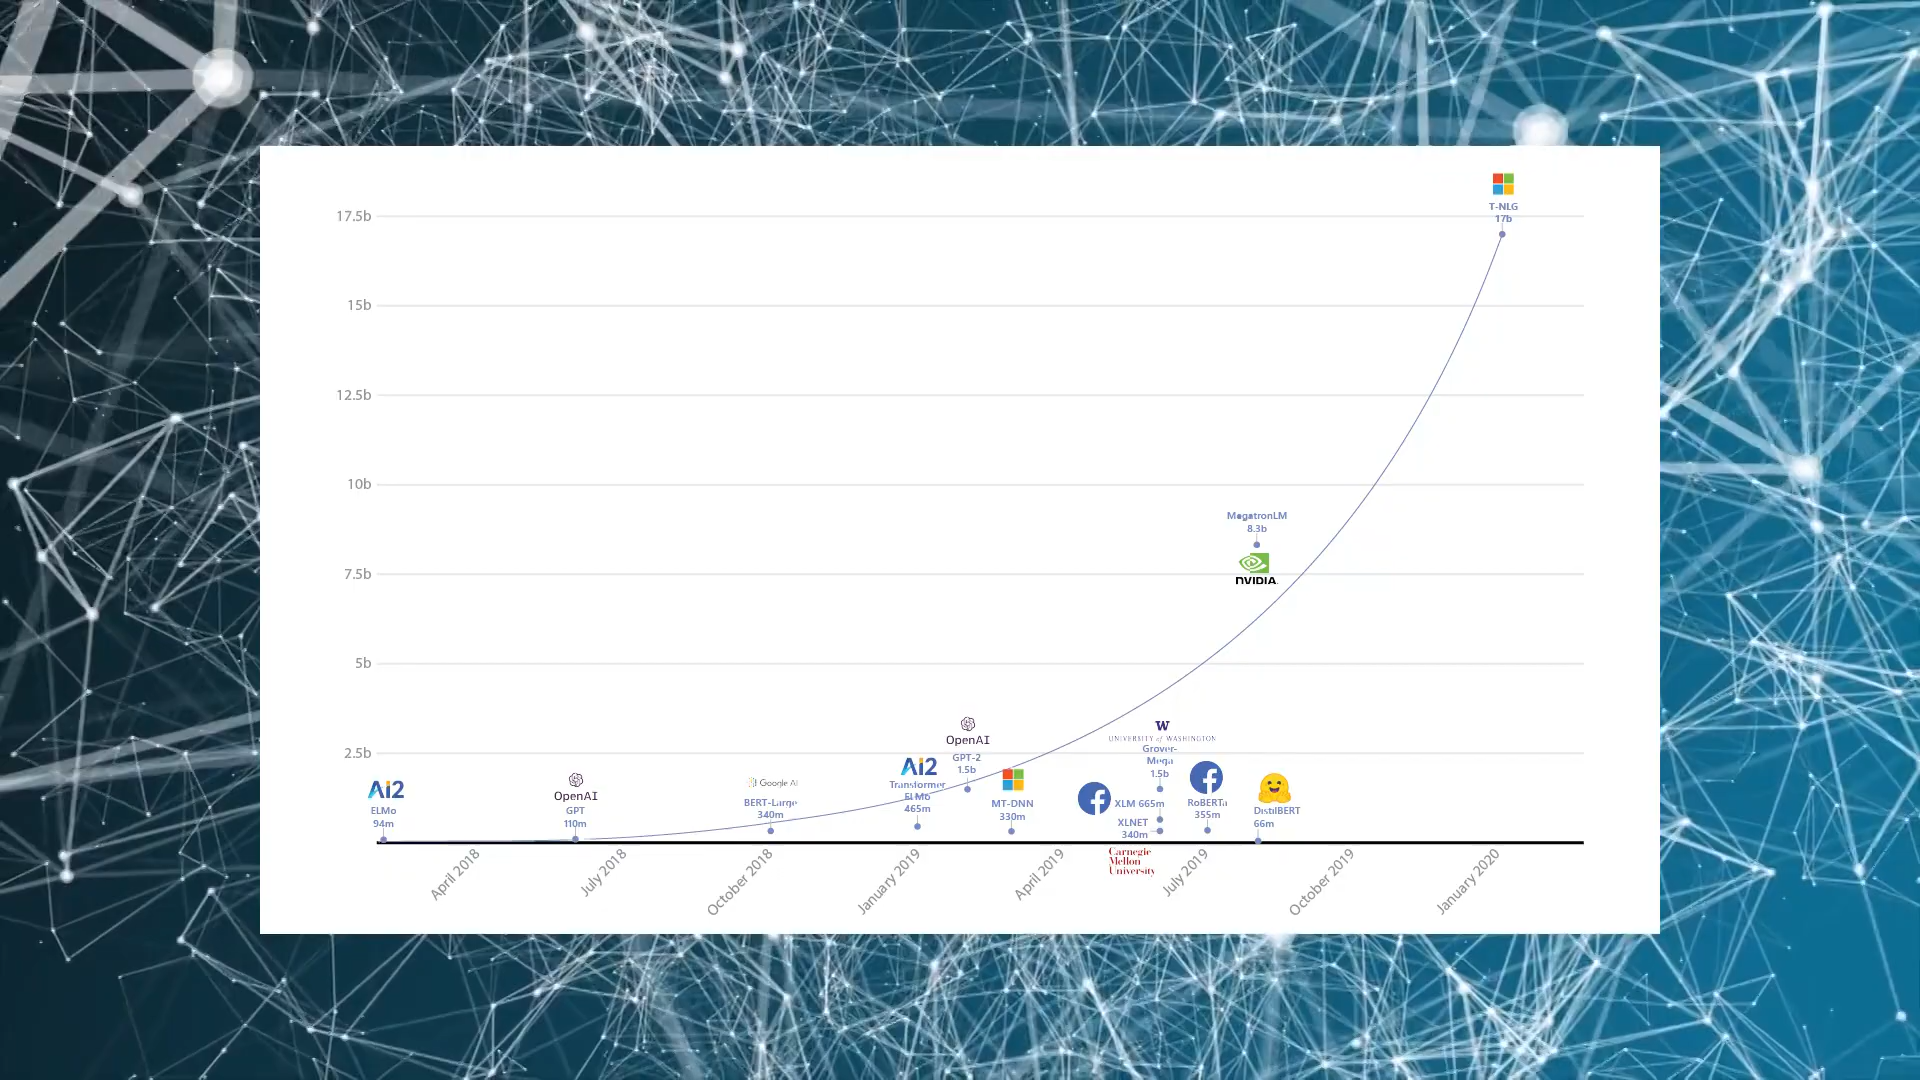 T-NLG
17b
17.5b
15b
12.5b
10b
MegatronLM
8.3b
NVIDIA
7.5b
5b
W
UNIVERSITY of WASHINGTON
OpenAI
Grover-
Mega
1.5b
GPT-2
1.5b
2.5b
Ai2
Transformer
ELMo
465m
Ai2
ELMo
94m
OpenAI
GPT
110m
Google AI
BERT-Large
340m
MT-DNN
330m
XLM 665m
XLNET
340m
RoBERTa
355m
DistilBERT
66m
Carnegie
Mellon
University
April 2018
July 2018
October 2018
January 2019
April 2019
July 2019
October 2019
January 2020